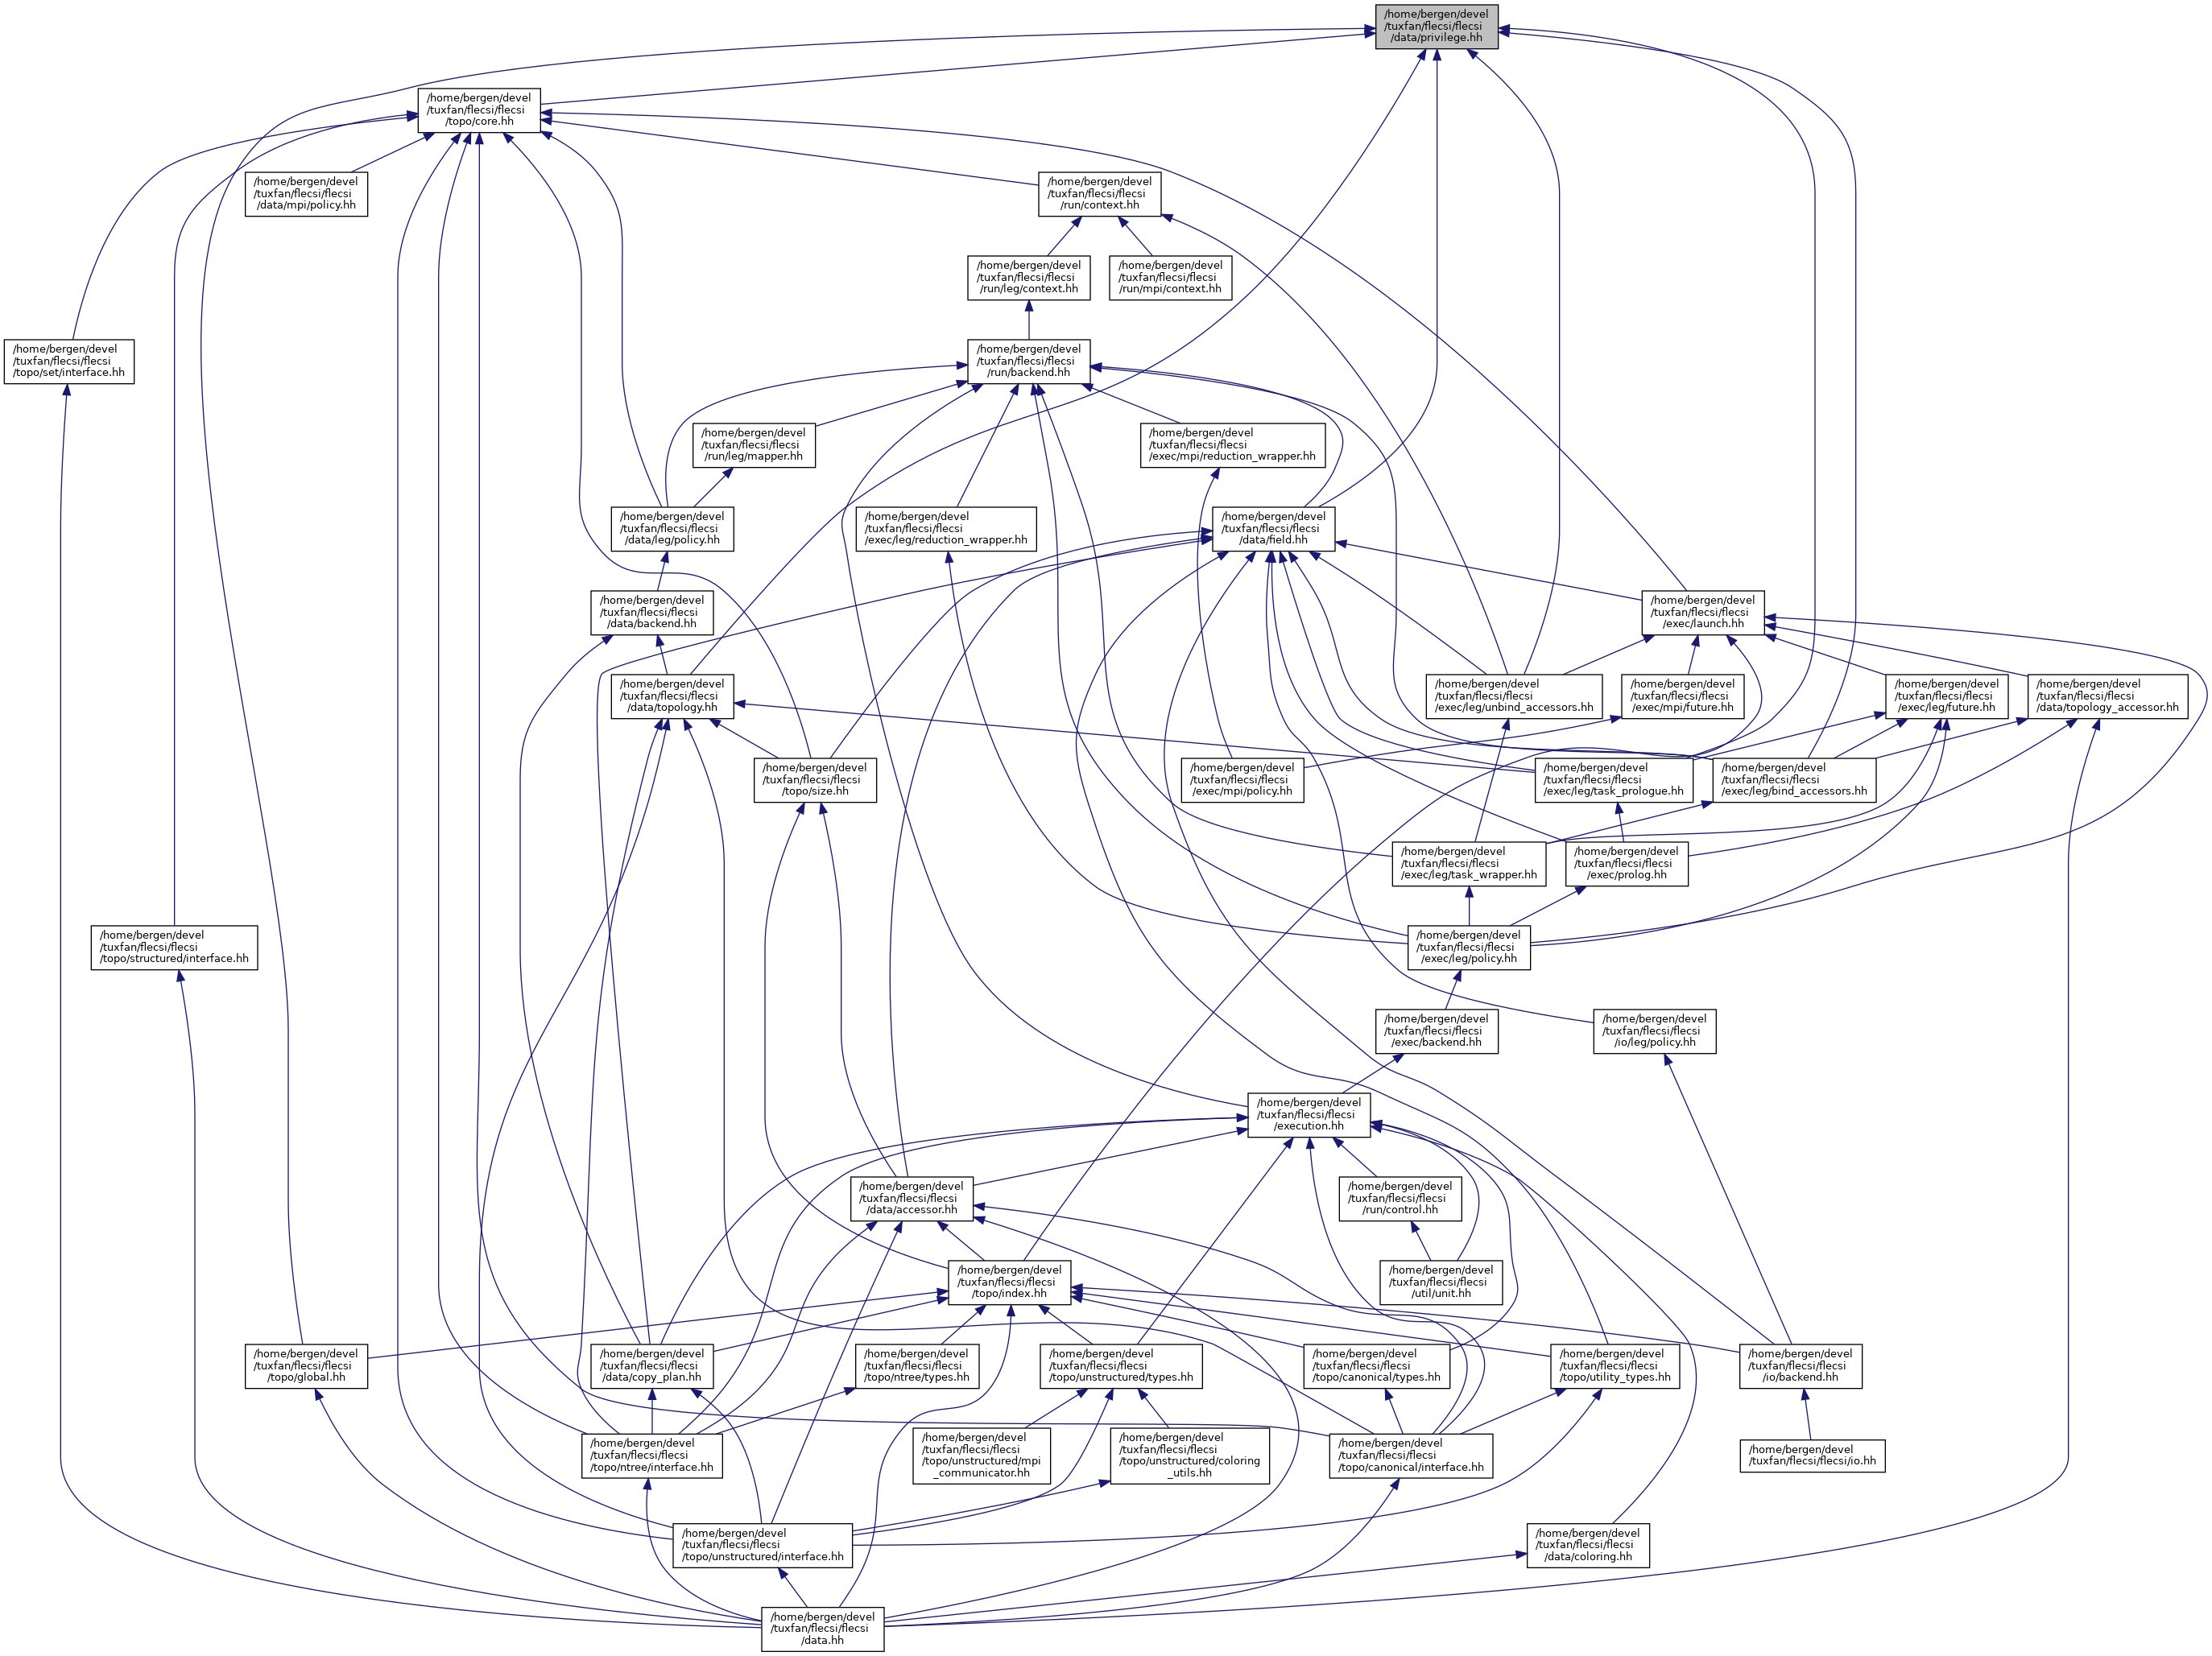 /home/bergen/devel
/tuxfan/flecsi/flecsi
/data/privilege.hh
/home/bergen/devel
/tuxfan/flecsi/flecsi
/topo/core.hh
/home/bergen/devel
/tuxfan/flecsi/flecsi
/data/mpi/policy.hh
/home/bergen/devel
/tuxfan/flecsi/flecsi
/run/context.hh
/home/bergen/devel
/tuxfan/flecsi/flecsi
/run/leg/context.hh
/home/bergen/devel
/tuxfan/flecsi/flecsi
/run/mpi/context.hh
/home/bergen/devel
/tuxfan/flecsi/flecsi
/topo/set/interface.hh
/home/bergen/devel
/tuxfan/flecsi/flecsi
/run/backend.hh
/home/bergen/devel
/tuxfan/flecsi/flecsi
/run/leg/mapper.hh
/home/bergen/devel
/tuxfan/flecsi/flecsi
/exec/mpi/reduction_wrapper.hh
/home/bergen/devel
/tuxfan/flecsi/flecsi
/data/leg/policy.hh
/home/bergen/devel
/tuxfan/flecsi/flecsi
/exec/leg/reduction_wrapper.hh
/home/bergen/devel
/tuxfan/flecsi/flecsi
/data/field.hh
/home/bergen/devel
/tuxfan/flecsi/flecsi
/data/backend.hh
/home/bergen/devel
/tuxfan/flecsi/flecsi
/exec/launch.hh
/home/bergen/devel
/tuxfan/flecsi/flecsi
/data/topology.hh
/home/bergen/devel
/tuxfan/flecsi/flecsi
/exec/leg/unbind_accessors.hh
/home/bergen/devel
/tuxfan/flecsi/flecsi
/exec/mpi/future.hh
/home/bergen/devel
/tuxfan/flecsi/flecsi
/exec/leg/future.hh
/home/bergen/devel
/tuxfan/flecsi/flecsi
/data/topology_accessor.hh
/home/bergen/devel
/tuxfan/flecsi/flecsi
/topo/size.hh
/home/bergen/devel
/tuxfan/flecsi/flecsi
/exec/mpi/policy.hh
/home/bergen/devel
/tuxfan/flecsi/flecsi
/exec/leg/task_prologue.hh
/home/bergen/devel
/tuxfan/flecsi/flecsi
/exec/leg/bind_accessors.hh
/home/bergen/devel
/tuxfan/flecsi/flecsi
/exec/leg/task_wrapper.hh
/home/bergen/devel
/tuxfan/flecsi/flecsi
/exec/prolog.hh
/home/bergen/devel
/tuxfan/flecsi/flecsi
/topo/structured/interface.hh
/home/bergen/devel
/tuxfan/flecsi/flecsi
/exec/leg/policy.hh
/home/bergen/devel
/tuxfan/flecsi/flecsi
/exec/backend.hh
/home/bergen/devel
/tuxfan/flecsi/flecsi
/io/leg/policy.hh
/home/bergen/devel
/tuxfan/flecsi/flecsi
/execution.hh
/home/bergen/devel
/tuxfan/flecsi/flecsi
/data/accessor.hh
/home/bergen/devel
/tuxfan/flecsi/flecsi
/run/control.hh
/home/bergen/devel
/tuxfan/flecsi/flecsi
/topo/index.hh
/home/bergen/devel
/tuxfan/flecsi/flecsi
/util/unit.hh
/home/bergen/devel
/tuxfan/flecsi/flecsi
/topo/global.hh
/home/bergen/devel
/tuxfan/flecsi/flecsi
/data/copy_plan.hh
/home/bergen/devel
/tuxfan/flecsi/flecsi
/topo/ntree/types.hh
/home/bergen/devel
/tuxfan/flecsi/flecsi
/topo/unstructured/types.hh
/home/bergen/devel
/tuxfan/flecsi/flecsi
/topo/canonical/types.hh
/home/bergen/devel
/tuxfan/flecsi/flecsi
/topo/utility_types.hh
/home/bergen/devel
/tuxfan/flecsi/flecsi
/io/backend.hh
/home/bergen/devel
/tuxfan/flecsi/flecsi
/topo/ntree/interface.hh
/home/bergen/devel
/tuxfan/flecsi/flecsi
/topo/unstructured/mpi
_communicator.hh
/home/bergen/devel
/tuxfan/flecsi/flecsi
/topo/unstructured/coloring
_utils.hh
/home/bergen/devel
/tuxfan/flecsi/flecsi
/topo/canonical/interface.hh
/home/bergen/devel
/tuxfan/flecsi/flecsi/io.hh
/home/bergen/devel
/tuxfan/flecsi/flecsi
/topo/unstructured/interface.hh
/home/bergen/devel
/tuxfan/flecsi/flecsi
/data/coloring.hh
/home/bergen/devel
/tuxfan/flecsi/flecsi
/data.hh